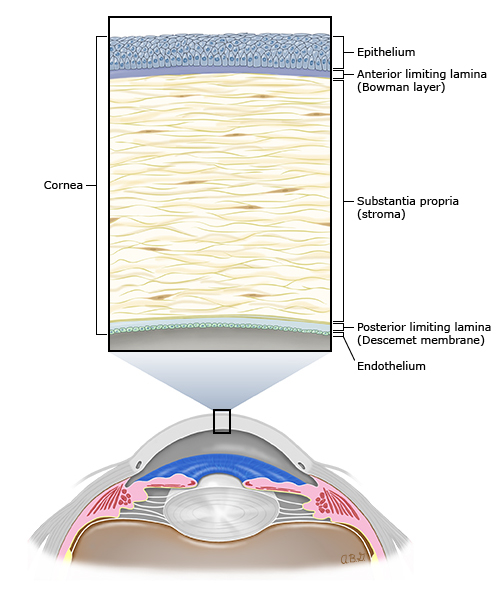 Epithelium
Anterior limiting lamina
(Bowman layer)
Cornea
Substantia propria
(stroma)
Posterior limiting lamina
(Descemet membrane)
Endothelium